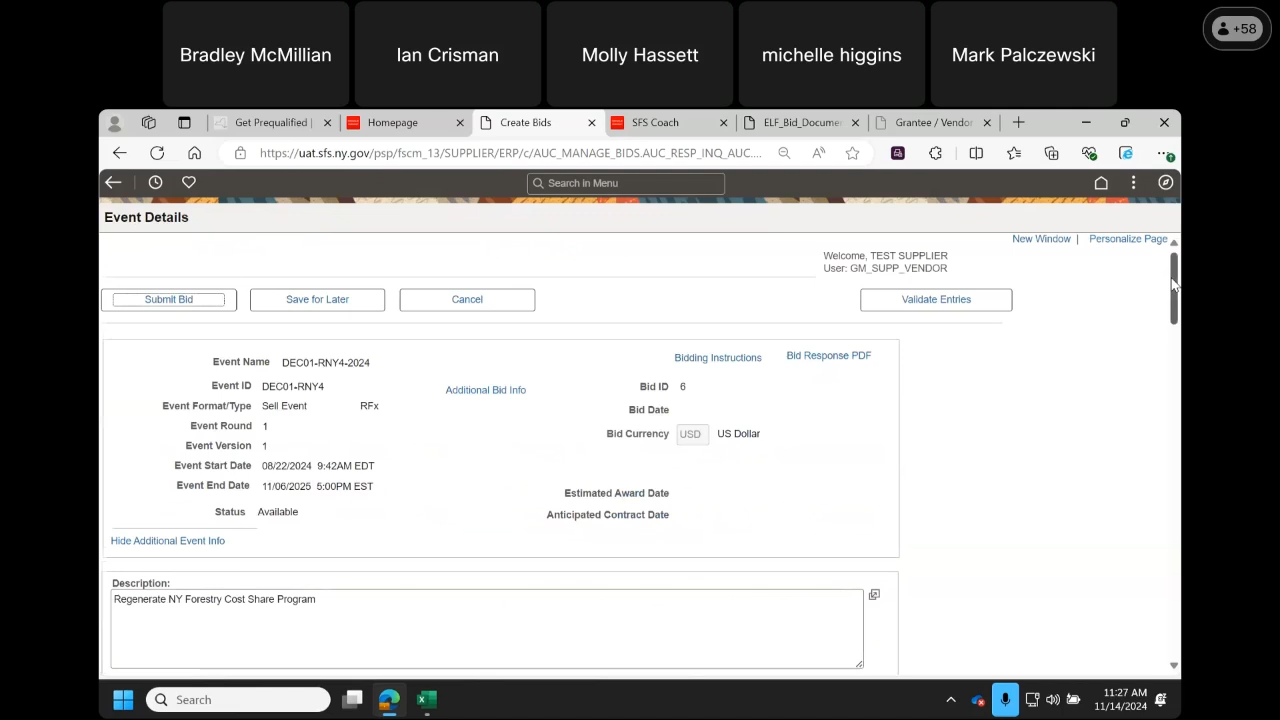 Bradley McMillian
Ian Crisman
Molly Hassett
michelle higgins
Mark Palczewski
+58
Get Prequalified |
Homepage
Create Bids
SFS Coach
ELF_Bid_Documen
Grantee / Vendor
https://uat.sfs.ny.gov/psp/fscm_13/SUPPLIER/ERP/c/AUC_MANAGE_BIDS.AUC_RESP_INQ_AUC....
Search in Menu
Event Details
New Window | Personalize Page
Welcome, TEST SUPPLIER
User: GM_SUPP_VENDOR
Submit Bid
Save for Later
Cancel
Validate Entries
Event Name DEC01-RNY4-2024
Bidding Instructions
Bid Response PDF
Event ID DEC01-RNY4
Additional Bid Info
Bid ID 6
Event Format/Type Sell Event RFx
Bid Date
Event Round 1
Bid Currency USD US Dollar
Event Version 1
Event Start Date 08/22/2024 9:42AM EDT
Event End Date 11/06/2025 5:00PM EST
Estimated Award Date
Status Available
Anticipated Contract Date
Hide Additional Event Info
Description:
Regenerate NY Forestry Cost Share Program
Search
11:27 AM
11/14/2024